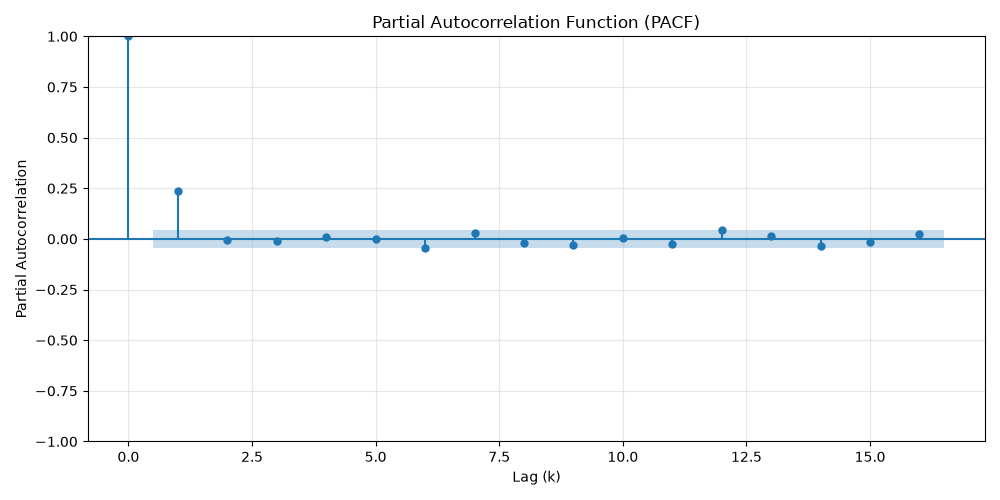 Partial Autocorrelation Function (PACF)
1.00
0.75
0.50
0.25
0.00
−0.25
−0.50
−0.75
−1.00
Partial Autocorrelation
0.0 2.5 5.0 7.5 10.0 12.5 15.0
Lag (k)